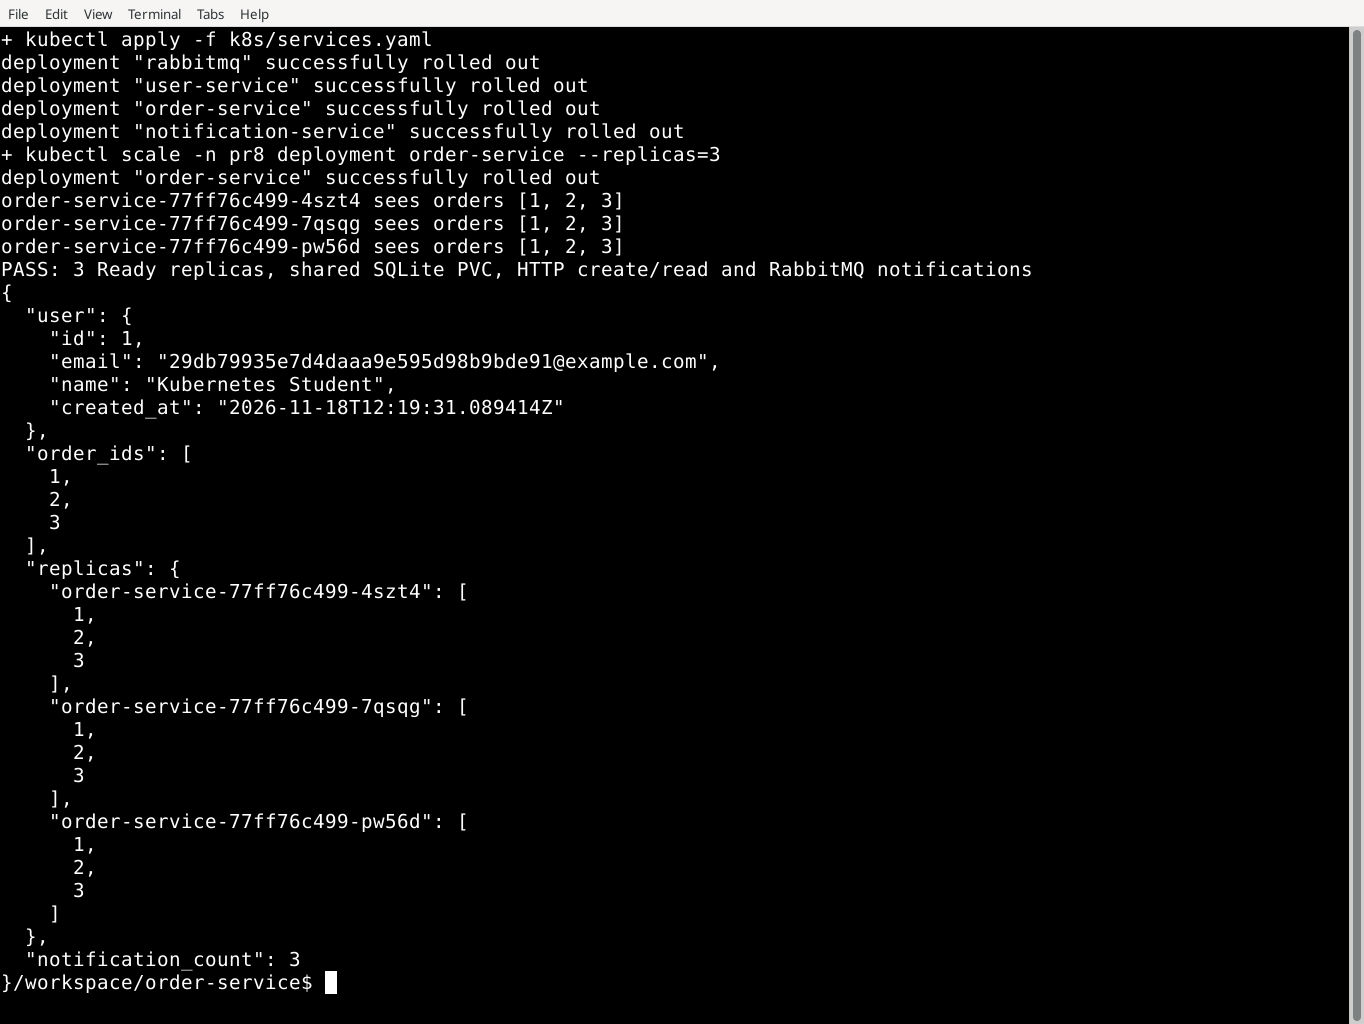 File Edit View Terminal Tabs Help
+ kubectl apply -f k8s/services.yaml
deployment "rabbitmq" successfully rolled out
deployment "user-service" successfully rolled out
deployment "order-service" successfully rolled out
deployment "notification-service" successfully rolled out
+ kubectl scale -n pr8 deployment order-service --replicas=3
deployment "order-service" successfully rolled out
order-service-77ff76c499-4szt4 sees orders [1, 2, 3]
order-service-77ff76c499-7qsqg sees orders [1, 2, 3]
order-service-77ff76c499-pw56d sees orders [1, 2, 3]
PASS: 3 Ready replicas, shared SQLite PVC, HTTP create/read and RabbitMQ notifications
{
  "user": {
    "id": 1,
    "email": "29db79935e7d4daaa9e595d98b9bde91@example.com",
    "name": "Kubernetes Student",
    "created_at": "2026-11-18T12:19:31.089414Z"
  },
  "order_ids": [
    1,
    2,
    3
  ],
  "replicas": {
    "order-service-77ff76c499-4szt4": [
      1,
      2,
      3
    ],
    "order-service-77ff76c499-7qsqg": [
      1,
      2,
      3
    ],
    "order-service-77ff76c499-pw56d": [
      1,
      2,
      3
    ]
  },
  "notification_count": 3
}/workspace/order-service$